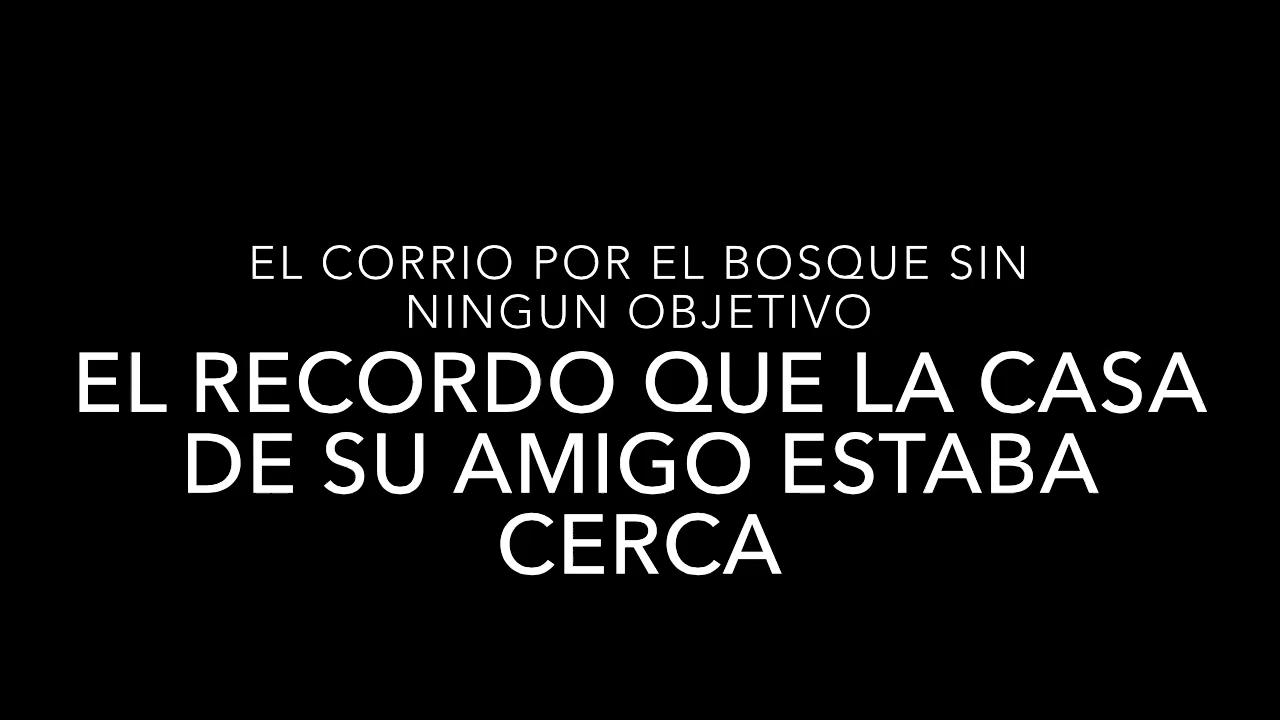 EL CORRIO POR EL BOSQUE SIN
NINGUN OBJETIVO
EL RECORDO QUE LA CASA
DE SU AMIGO ESTABA
CERCA